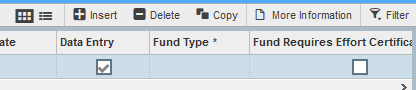 Insert Delete Copy More Information Filter
ate Data Entry Fund Type * Fund Requires Effort Certifica